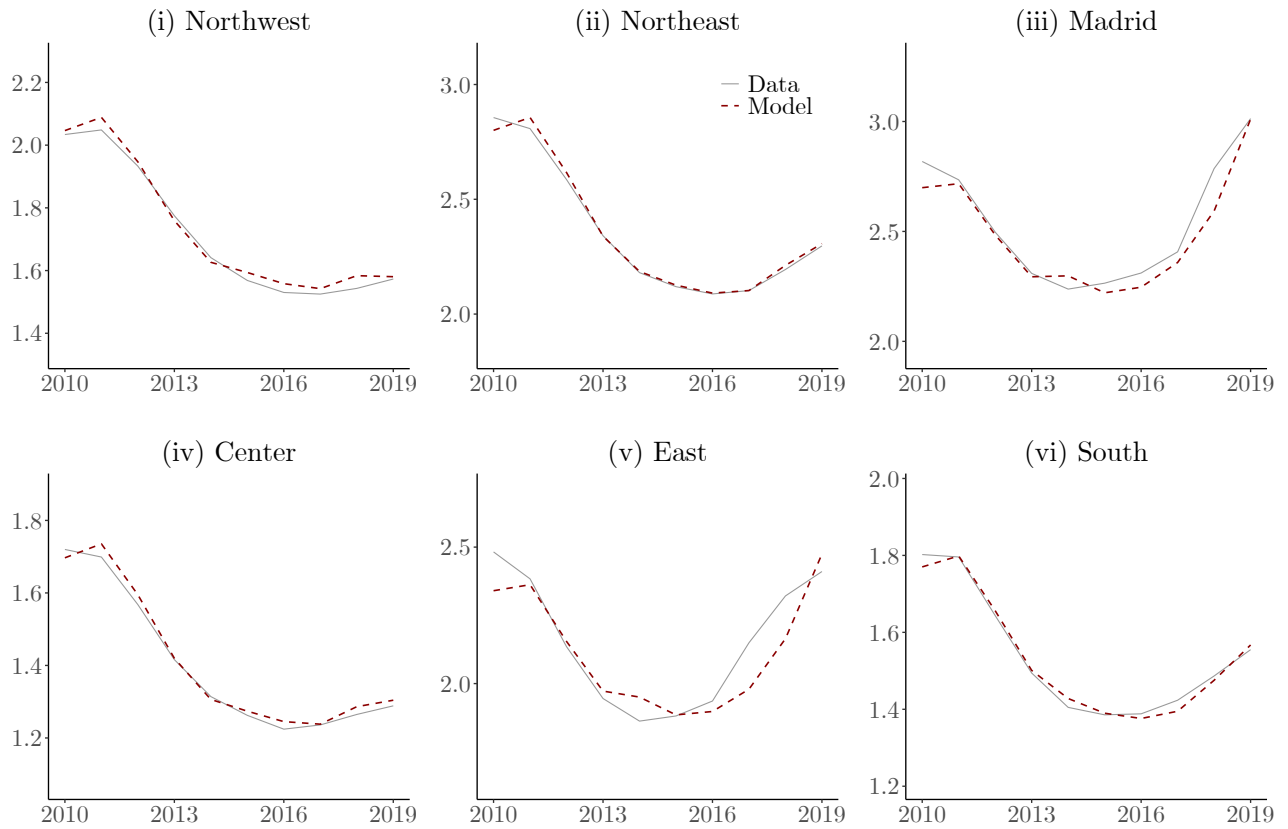 (i) Northwest
2.2
2.0
1.8
1.6
1.4
2010 2013 2016 2019
(ii) Northeast
Data
Model
3.0
2.5
2.0
2010 2013 2016 2019
(iii) Madrid
3.0
2.5
2.0
2010 2013 2016 2019
(iv) Center
1.8
1.6
1.4
1.2
2010 2013 2016 2019
(v) East
2.5
2.0
2010 2013 2016 2019
(vi) South
2.0
1.8
1.6
1.4
1.2
2010 2013 2016 2019